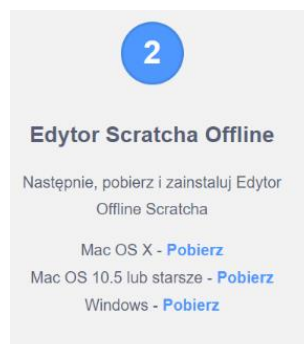 2
Edytor Scratcha Offline
Następnie, pobierz i zainstaluj Edytor
Offline Scratcha
Mac OS X - Pobierz
Mac OS 10.5 lub starsze - Pobierz
Windows - Pobierz